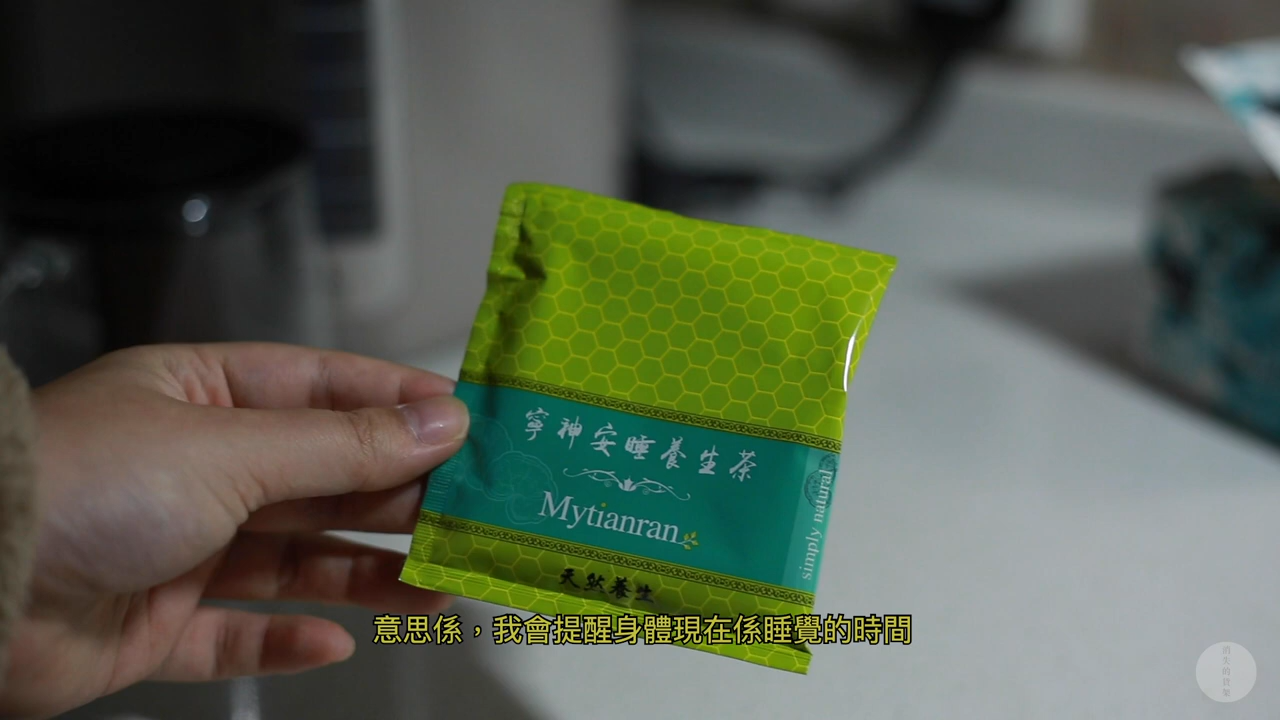 寧神安睡養生茶
Mytianran
simply natural
天然養生
意思係，我會提醒身體現在係睡覺的時間